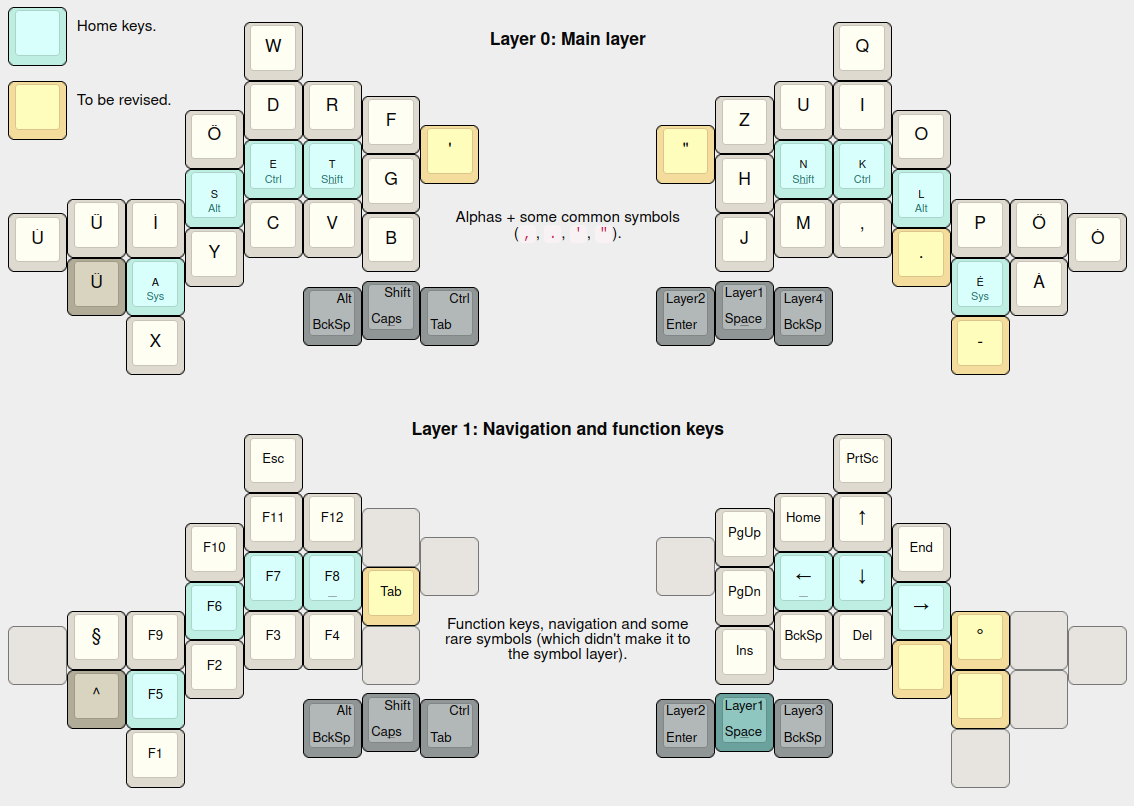 Home keys.
To be revised.
Layer 0: Main layer
W
D
R
F
'
Ö
E
Ctrl
T
Shift
G
S
Alt
C
V
B
Ú
Ű
Í
Y
Ü
A
Sys
X
Alt
BckSp
Shift
Caps
Ctrl
Tab
Alphas + some common symbols
( , , . , ' , " ).
Q
U
I
Z
"
O
N
Shift
K
Ctrl
H
L
Alt
M
,
J
.
P
Ő
Ó
É
Sys
Á
-
Layer2
Enter
Layer1
Space
Layer4
BckSp
Layer 1: Navigation and function keys
Esc
F11
F12
F10
F7
F8
_
Tab
F6
F3
F4
§
F9
F2
^
F5
F1
Alt
BckSp
Shift
Caps
Ctrl
Tab
Function keys, navigation and some
rare symbols (which didn't make it to
the symbol layer).
PrtSc
Home
↑
PgUp
End
←
_
↓
PgDn
→
BckSp
Del
Ins
°
Layer2
Enter
Layer1
Space
Layer3
BckSp